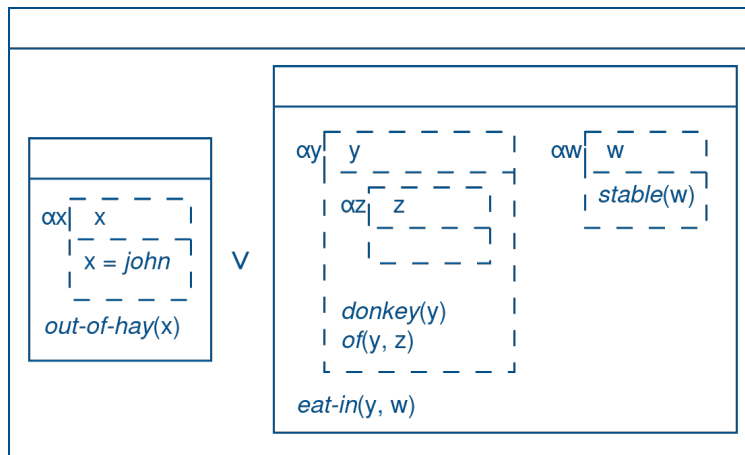 αx x
x = john
out-of-hay(x)
∨
αy y
αz z
donkey(y)
of(y, z)
eat-in(y, w)
αw w
stable(w)